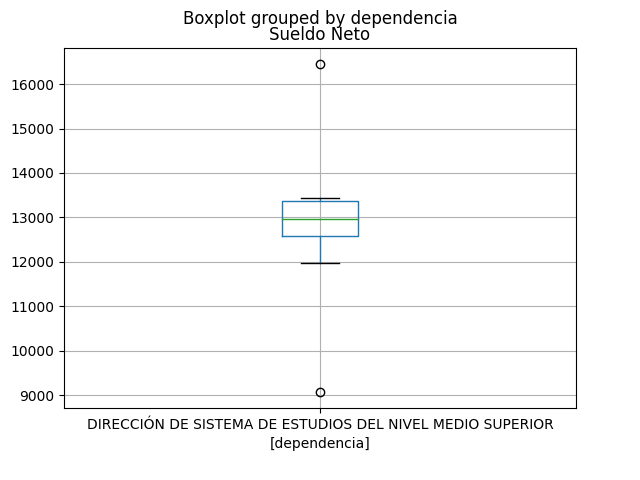 Boxplot grouped by dependencia
Sueldo Neto
16000
15000
14000
13000
12000
11000
10000
9000
DIRECCIÓN DE SISTEMA DE ESTUDIOS DEL NIVEL MEDIO SUPERIOR
[dependencia]